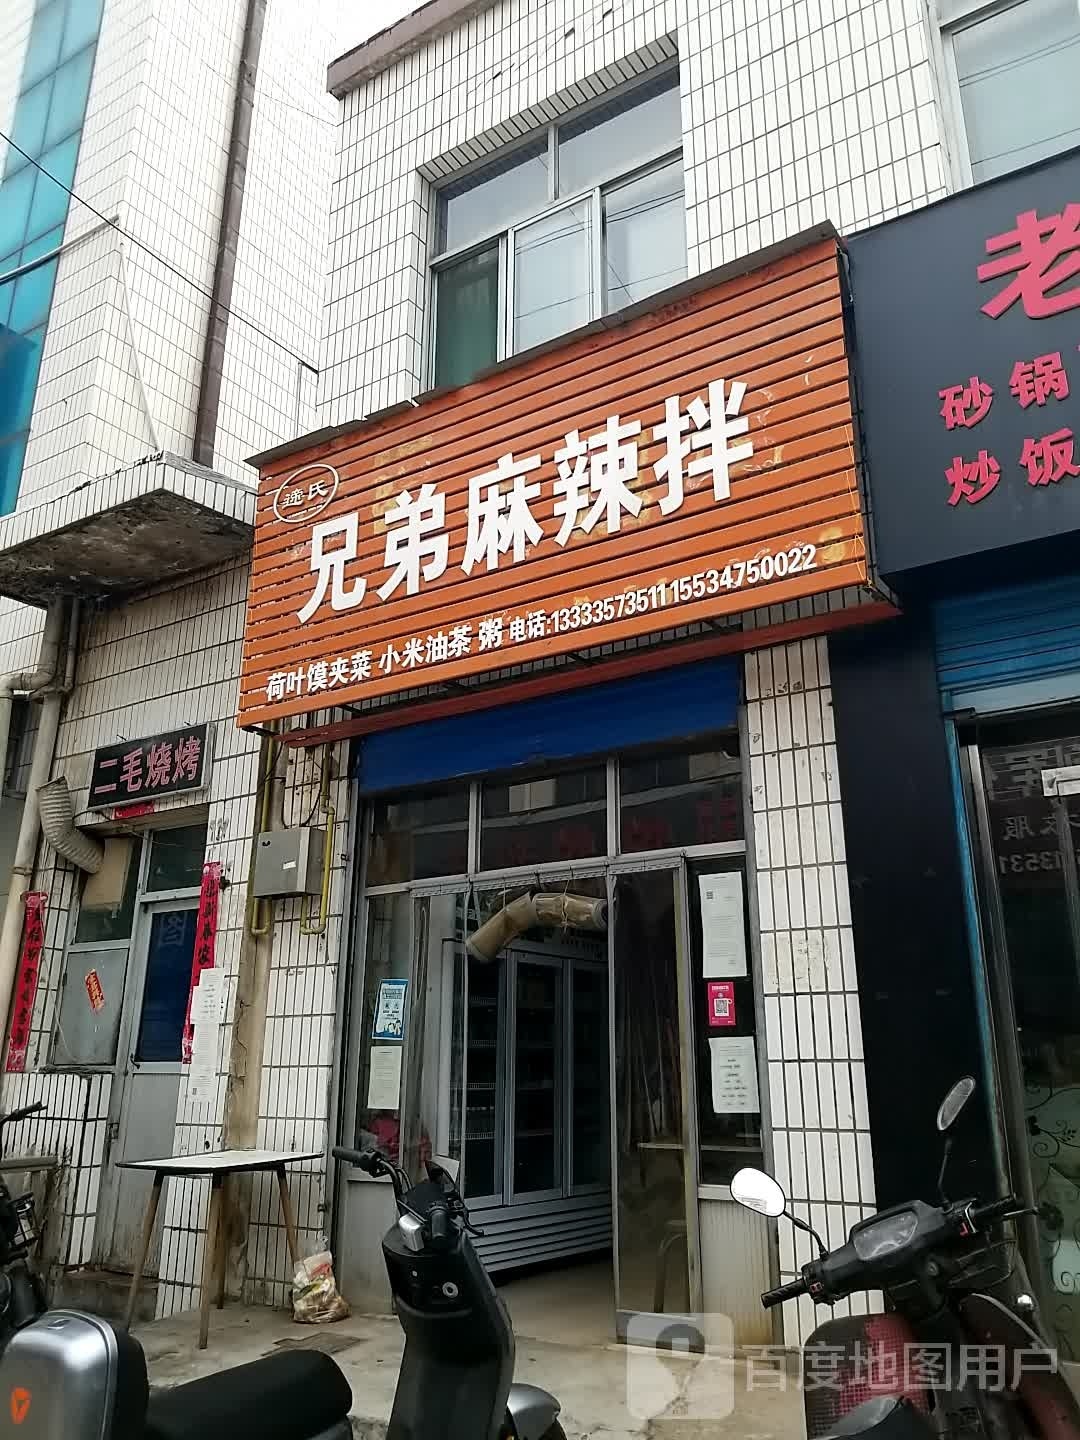 老
砂锅
炒饭
逯氏
兄弟麻辣拌
荷叶馍夹菜 小米油茶 粥 电话:13333573511 15534750022
二毛烧烤
百度地图用户